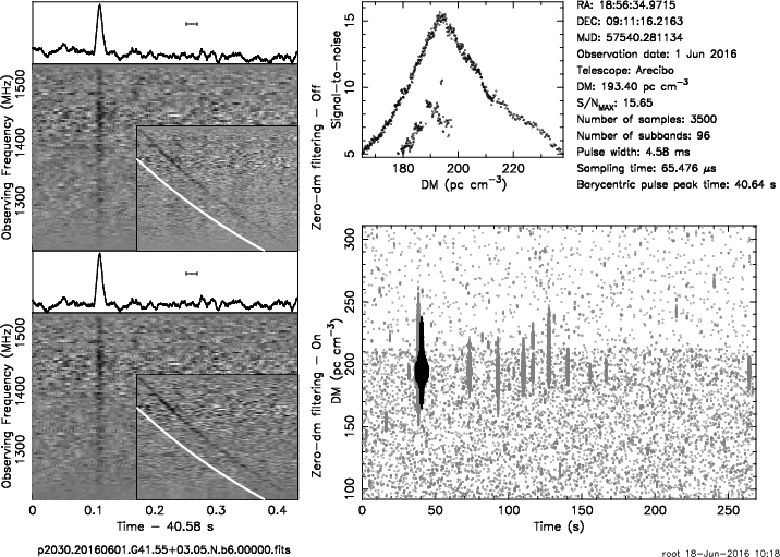 1500
1400
1300
Observing Frequency (MHz)
Zero-dm filtering - Off
1500
1400
1300
Observing Frequency (MHz)
Zero-dm filtering - On
0
0.1
0.2
0.3
0.4
Time - 40.58 s
p2030.20160601.G41.55+03.05.N.b6.00000.fits
15
10
5
Signal-to-noise
180
200
220
DM (pc cm⁻³)
RA: 18:56:34.9715
DEC: 09:11:16.2163
MJD: 57540.281134
Observation date: 1 Jun 2016
Telescope: Arecibo
DM: 193.40 pc cm⁻³
S/N_MAX: 15.65
Number of samples: 3500
Number of subbands: 96
Pulse width: 4.58 ms
Sampling time: 65.476 μs
Barycentric pulse peak time: 40.64 s
300
250
200
150
100
DM (pc cm⁻³)
0
50
100
150
200
250
Time (s)
root 18-Jun-2016 10:18